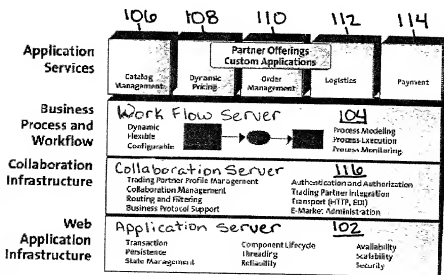 106 108 110 112 114
Partner Offerings
Custom Applications
Application
Services
Catalog
Management
Dynamic
Pricing
Order
Management
Logistics
Payment
Business
Process and
Workflow
Work Flow Server 104
Dynamic
Flexible
Configurable
Process Modeling
Process Execution
Process Monitoring
Collaboration
Infrastructure
Collaboration Server 116
Trading Partner Profile Management
Collaboration Management
Routing and Filtering
Business Protocol Support
Authentication and Authorization
Trading Partner Integration
Transport (HTTP, EDI)
E-Market Administration
Web
Application
Infrastructure
Application Server 102
Transaction
Persistence
State Management
Component Lifecycle
Threading
Reliability
Availability
Scalability
Security